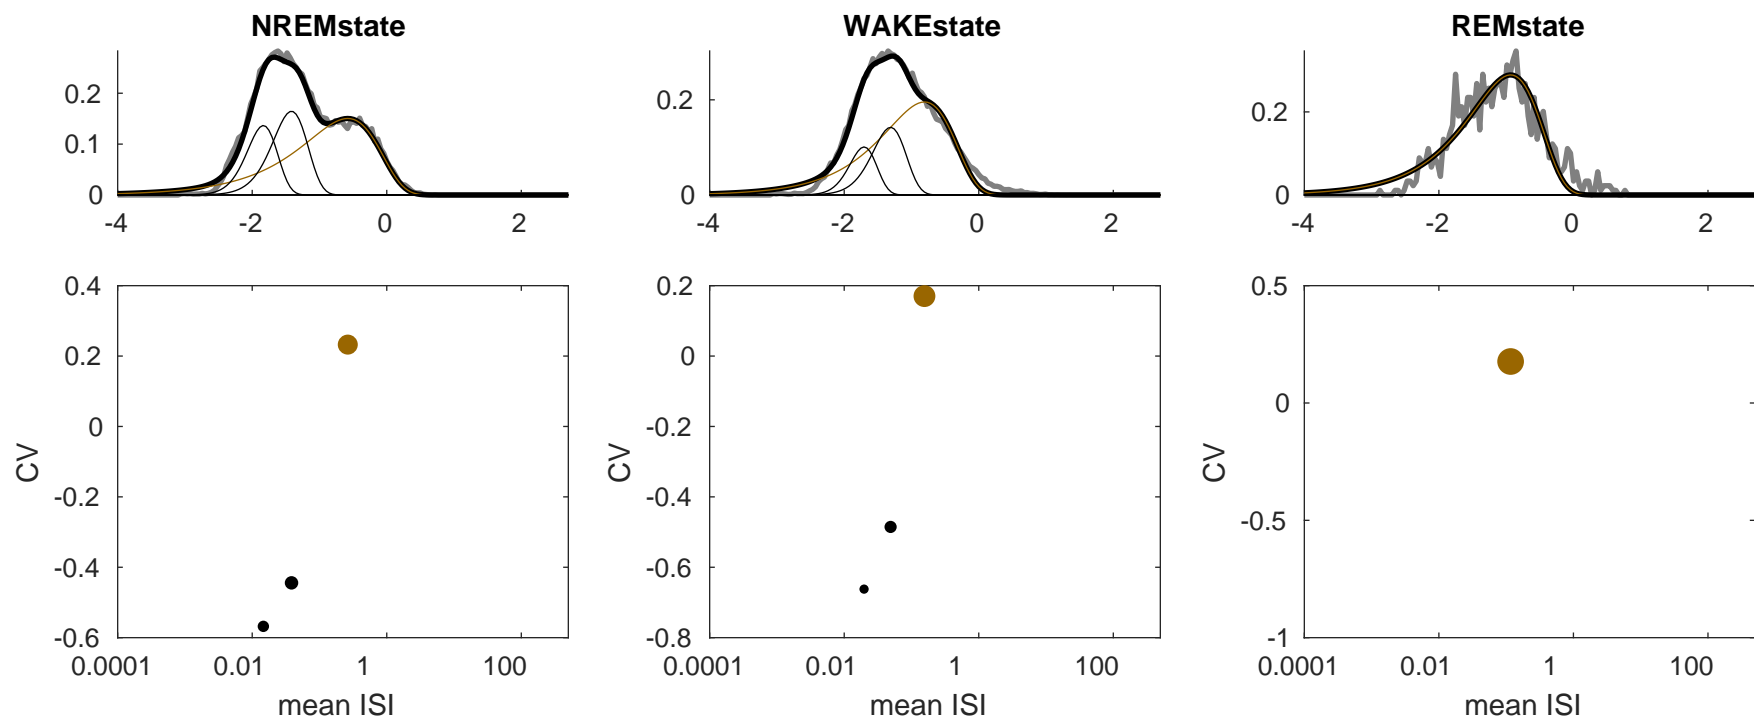 NREMstate WAKEstate REMstate
0.2 0.2 0.2
0.1
0 0 0
-4 -2 0 2 -4 -2 0 2 -4 -2 0 2
0.4 0.2 0.5
0.2 0
0 -0.2 0
-0.2 -0.4 -0.5
-0.4 -0.6
-0.6 -0.8 -1
CV CV CV
0.0001 0.01 1 100 0.0001 0.01 1 100 0.0001 0.01 1 100
mean ISI mean ISI mean ISI